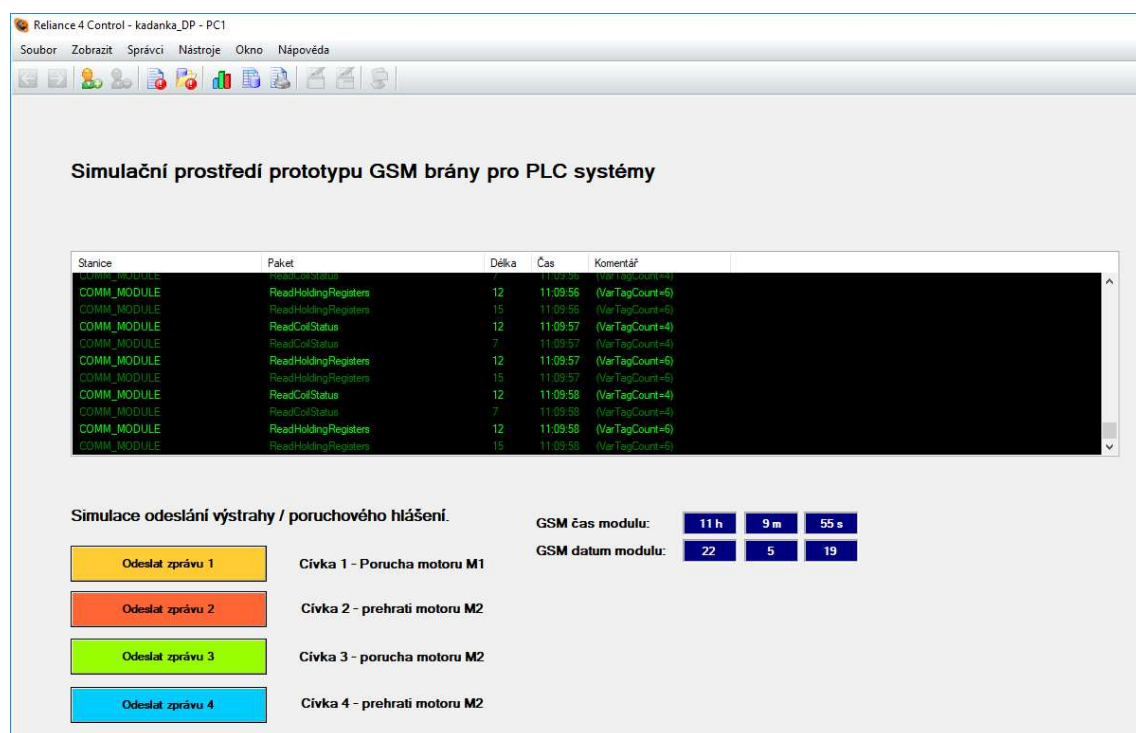 Reliance 4 Control - kadanka_DP - PC1
Soubor Zobrazit Správci Nástroje Okno Nápověda
Simulační prostředí prototypu GSM brány pro PLC systémy
Stanice Paket Délka Čas Komentář
COMM_MODULE ReadCoilStatus 7 11:09:56 (VarTagCount=4)
COMM_MODULE ReadHoldingRegisters 12 11:09:56 (VarTagCount=6)
COMM_MODULE ReadHoldingRegisters 15 11:09:56 (VarTagCount=6)
COMM_MODULE ReadCoilStatus 12 11:09:57 (VarTagCount=4)
COMM_MODULE ReadCoilStatus 7 11:09:57 (VarTagCount=4)
COMM_MODULE ReadHoldingRegisters 12 11:09:57 (VarTagCount=6)
COMM_MODULE ReadHoldingRegisters 15 11:09:57 (VarTagCount=6)
COMM_MODULE ReadCoilStatus 12 11:09:58 (VarTagCount=4)
COMM_MODULE ReadCoilStatus 7 11:09:58 (VarTagCount=4)
COMM_MODULE ReadHoldingRegisters 12 11:09:58 (VarTagCount=6)
COMM_MODULE ReadHoldingRegisters 15 11:09:58 (VarTagCount=6)
Simulace odeslání výstrahy / poruchového hlášení.
GSM čas modulu: 11 h 9 m 55 s
GSM datum modulu: 22 5 19
Odeslat zprávu 1 Cívka 1 - Porucha motoru M1
Odeslat zprávu 2 Cívka 2 - prehrati motoru M2
Odeslat zprávu 3 Cívka 3 - porucha motoru M2
Odeslat zprávu 4 Cívka 4 - prehrati motoru M2